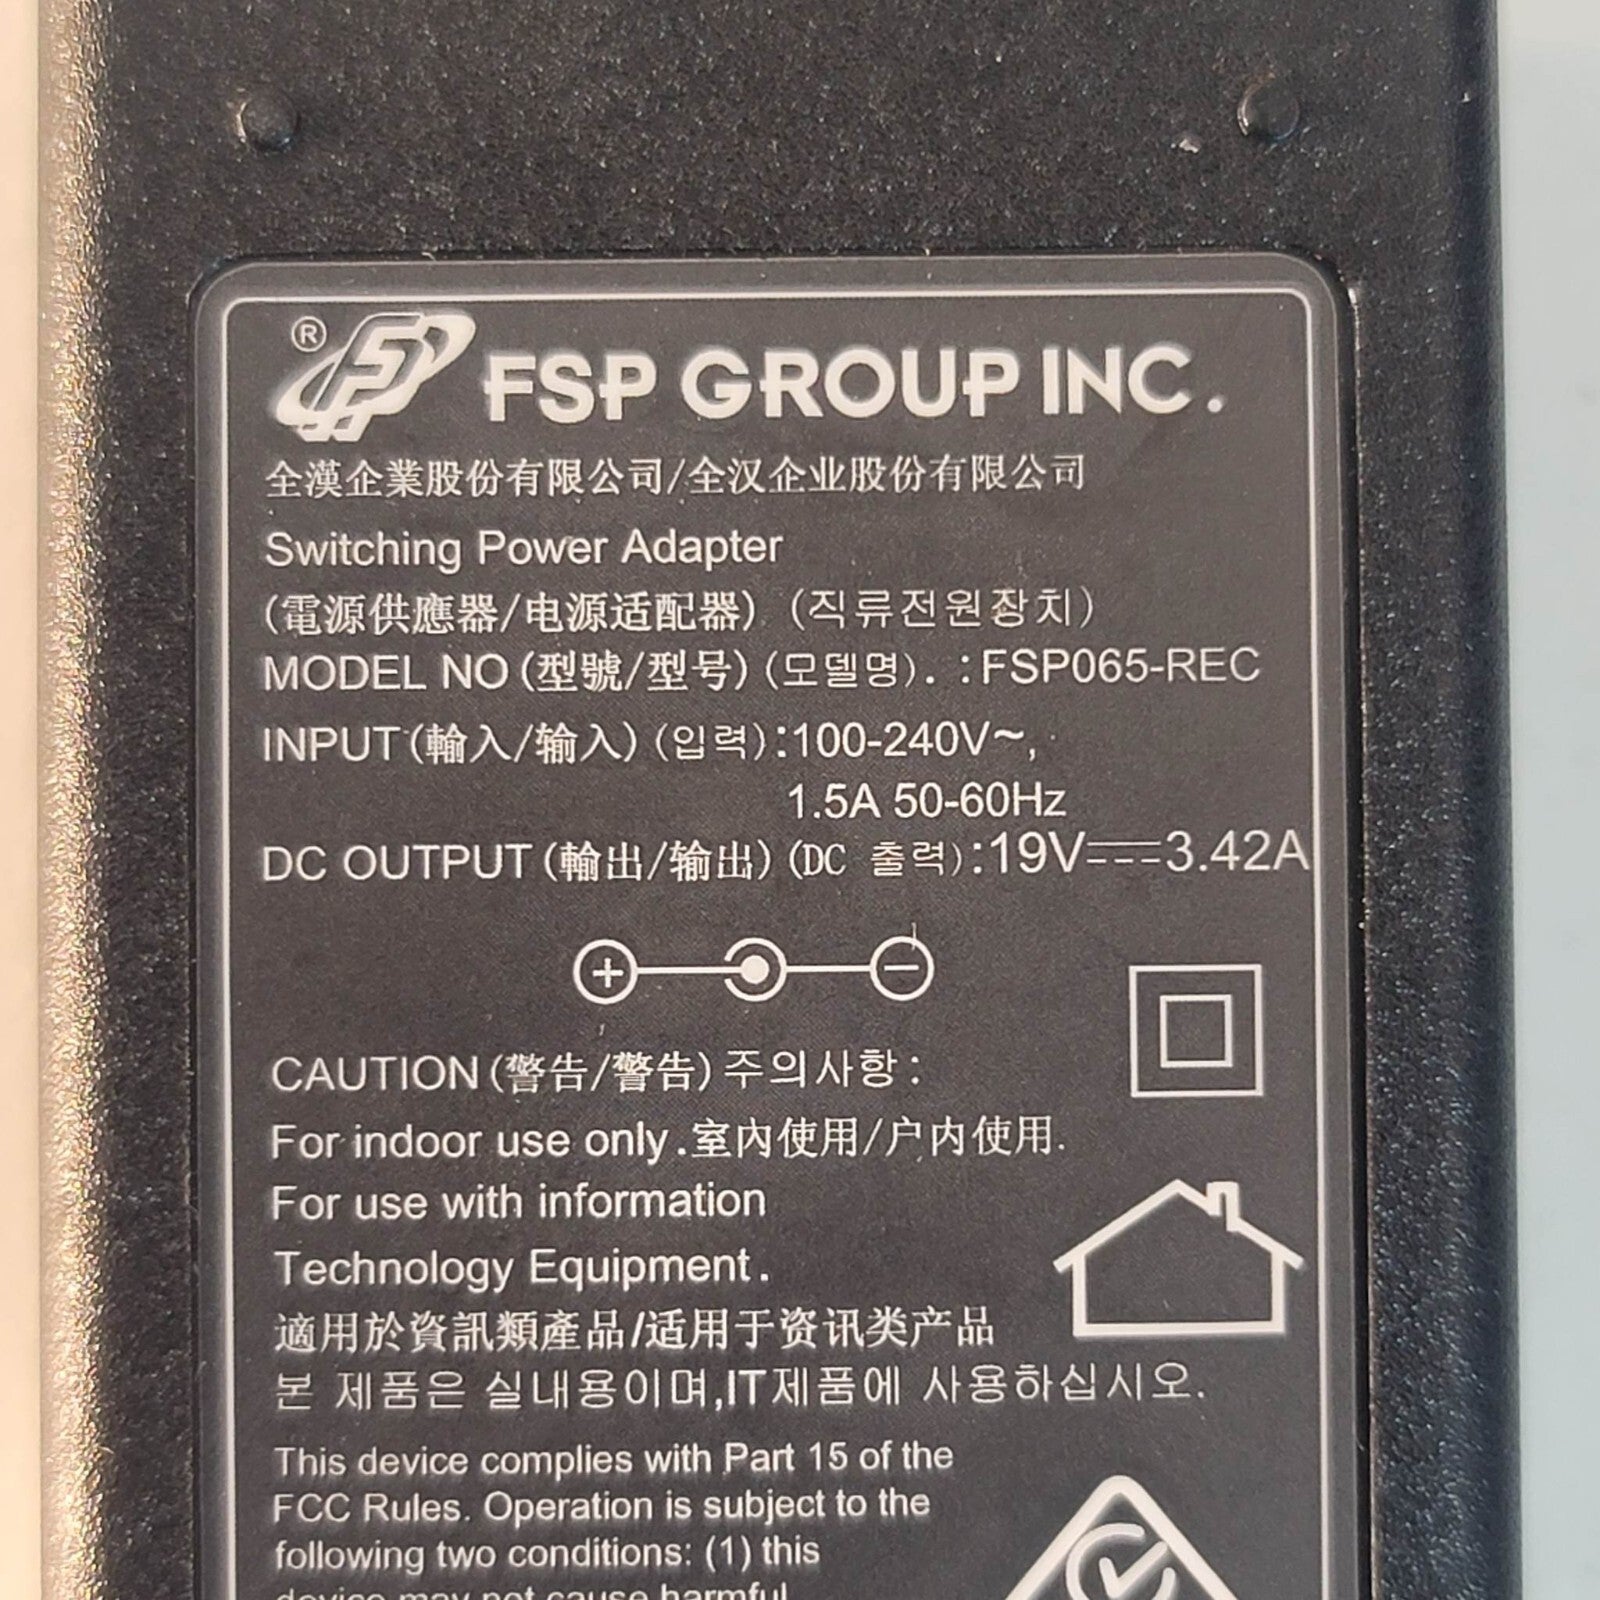 ® FSP GROUP INC.
全漢企業股份有限公司/全汉企业股份有限公司
Switching Power Adapter
(電源供應器/电源适配器) (직류전원장치)
MODEL NO(型號/型号)(모델명). :FSP065-REC
INPUT(輸入/输入)(입력):100-240V~,
1.5A 50-60Hz
DC OUTPUT(輸出/输出)(DC 출력):19V⎓3.42A
CAUTION(警告/警告)주의사항:
For indoor use only.室內使用/户内使用.
For use with information
Technology Equipment.
適用於資訊類產品/适用于资讯类产品
본 제품은 실내용이며,IT제품에 사용하십시오.
This device complies with Part 15 of the
FCC Rules. Operation is subject to the
following two conditions: (1) this
device may not cause harmful